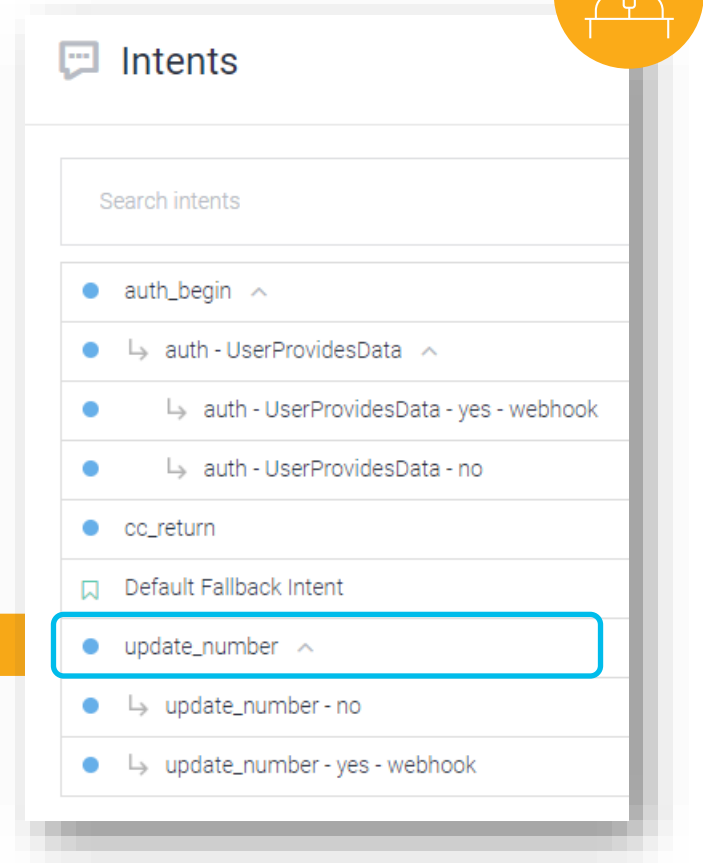 Intents
Search intents
auth_begin
auth - UserProvidesData
auth - UserProvidesData - yes - webhook
auth - UserProvidesData - no
cc_return
Default Fallback Intent
update_number
update_number - no
update_number - yes - webhook